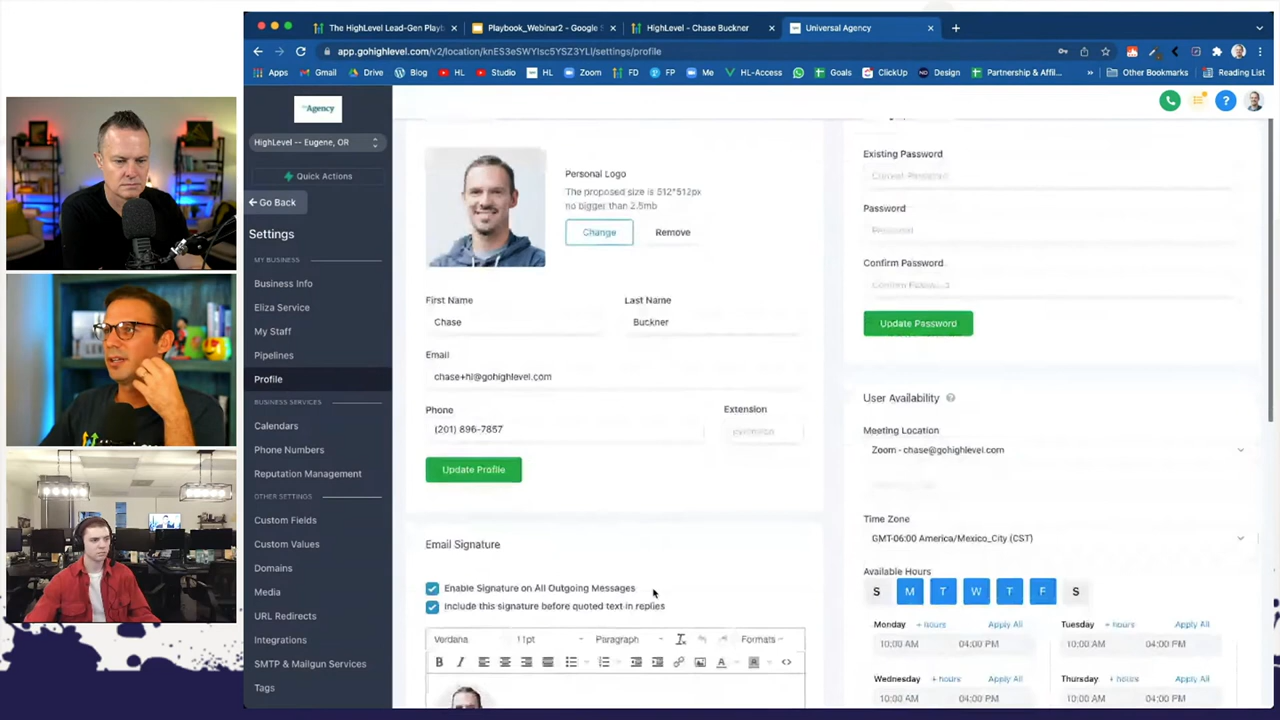 The HighLevel Lead-Gen Playb
Playbook_Webinar2 - Google S
HighLevel - Chase Buckner
Universal Agency
app.gohighlevel.com/v2/location/knES3eSWYIsc5YSZ3YLI/settings/profile
Apps
Gmail
Drive
Blog
HL
Studio
HL
Zoom
FD
FP
Me
HL-Access
Goals
ClickUp
Design
Partnership & Affil...
Other Bookmarks
Reading List
Agency
HighLevel -- Eugene, OR
Quick Actions
Go Back
Settings
MY BUSINESS
Business Info
Eliza Service
My Staff
Pipelines
Profile
BUSINESS SERVICES
Calendars
Phone Numbers
Reputation Management
OTHER SETTINGS
Custom Fields
Custom Values
Domains
Media
URL Redirects
Integrations
SMTP & Mailgun Services
Tags
Personal Logo
The proposed size is 512*512px
no bigger than 2.5mb
Change
Remove
First Name
Last Name
Chase
Buckner
Email
chase+hl@gohighlevel.com
Phone
Extension
(201) 896-7857
Update Profile
Email Signature
Enable Signature on All Outgoing Messages
Include this signature before quoted text in replies
Verdana
11pt
Paragraph
Formats
Existing Password
Current Password
Password
Password
Confirm Password
Confirm Password
Update Password
User Availability
Meeting Location
Zoom - chase@gohighlevel.com
Time Zone
GMT-06:00 America/Mexico_City (CST)
Available Hours
S M T W T F S
Monday + hours Apply All
Tuesday + hours Apply All
10:00 AM 04:00 PM
10:00 AM 04:00 PM
Wednesday + hours Apply All
Thursday + hours Apply All
10:00 AM 04:00 PM
10:00 AM 04:00 PM